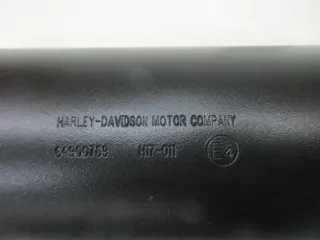 HARLEY-DAVIDSON MOTOR COMPANY
64900769 H17-011 E4